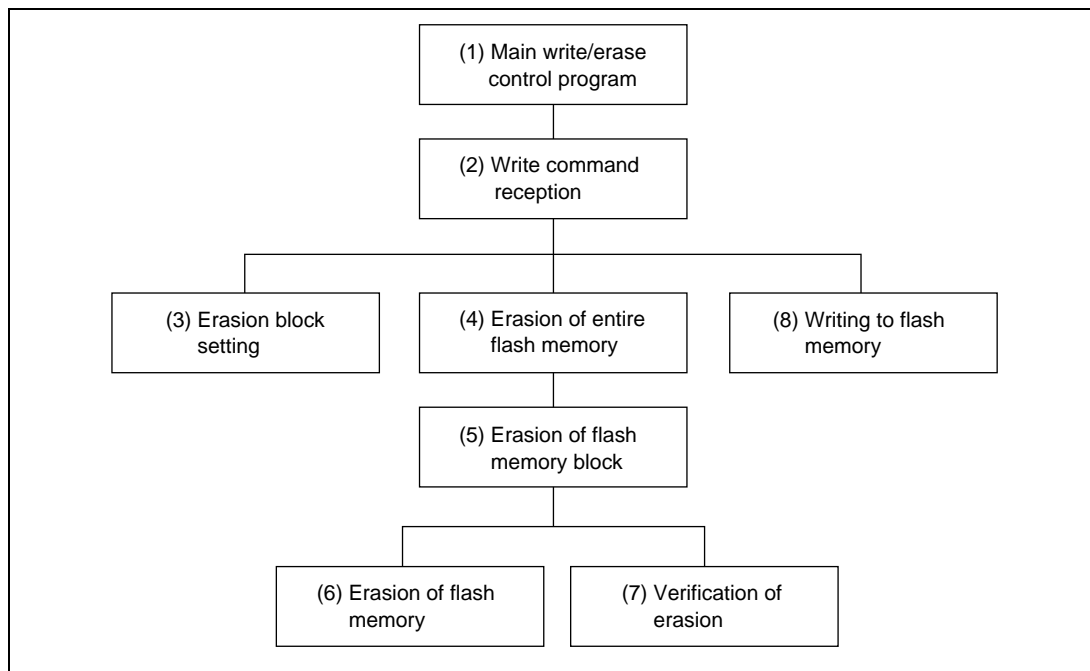 (1) Main write/erase
control program
(2) Write command
reception
(3) Erasion block
setting
(4) Erasion of entire
flash memory
(8) Writing to flash
memory
(5) Erasion of flash
memory block
(6) Erasion of flash
memory
(7) Verification of
erasion